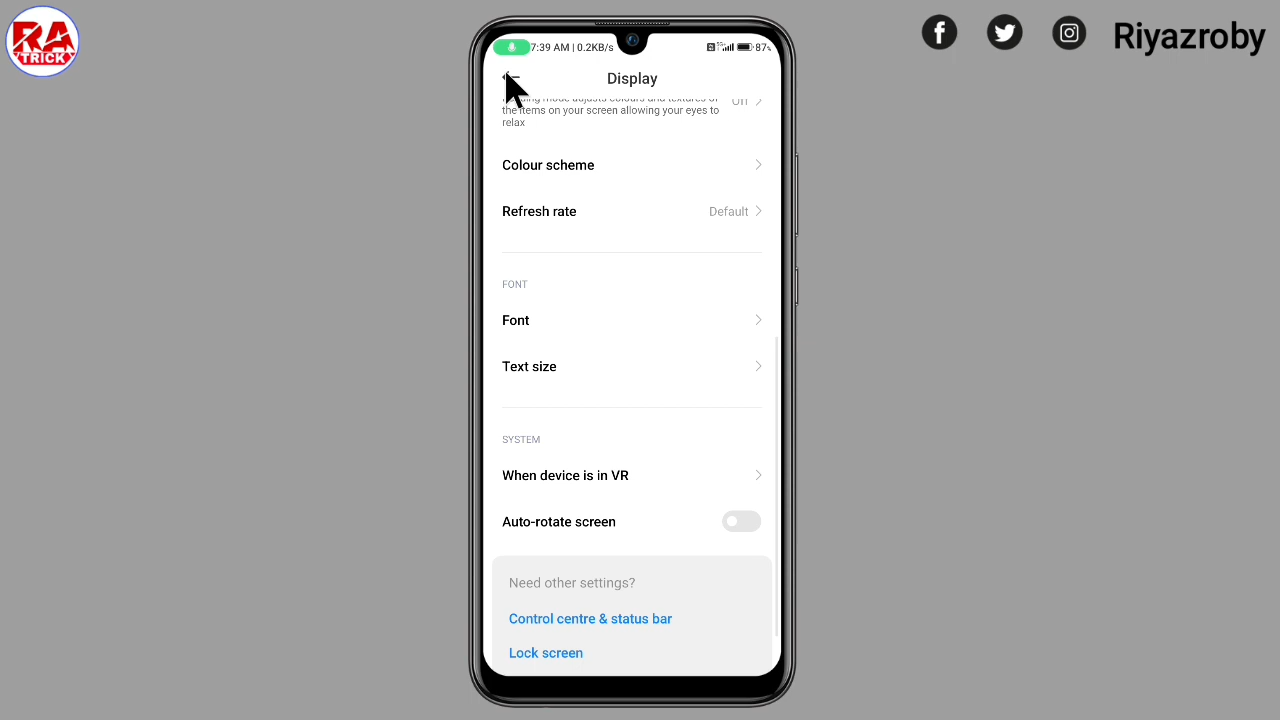 RA
TRICK
Riyazroby
7:39 AM | 0.2KB/s
87%
Display
the items on your screen allowing your eyes to
relax
Colour scheme
Refresh rate
Default
FONT
Font
Text size
SYSTEM
When device is in VR
Auto-rotate screen
Need other settings?
Control centre & status bar
Lock screen